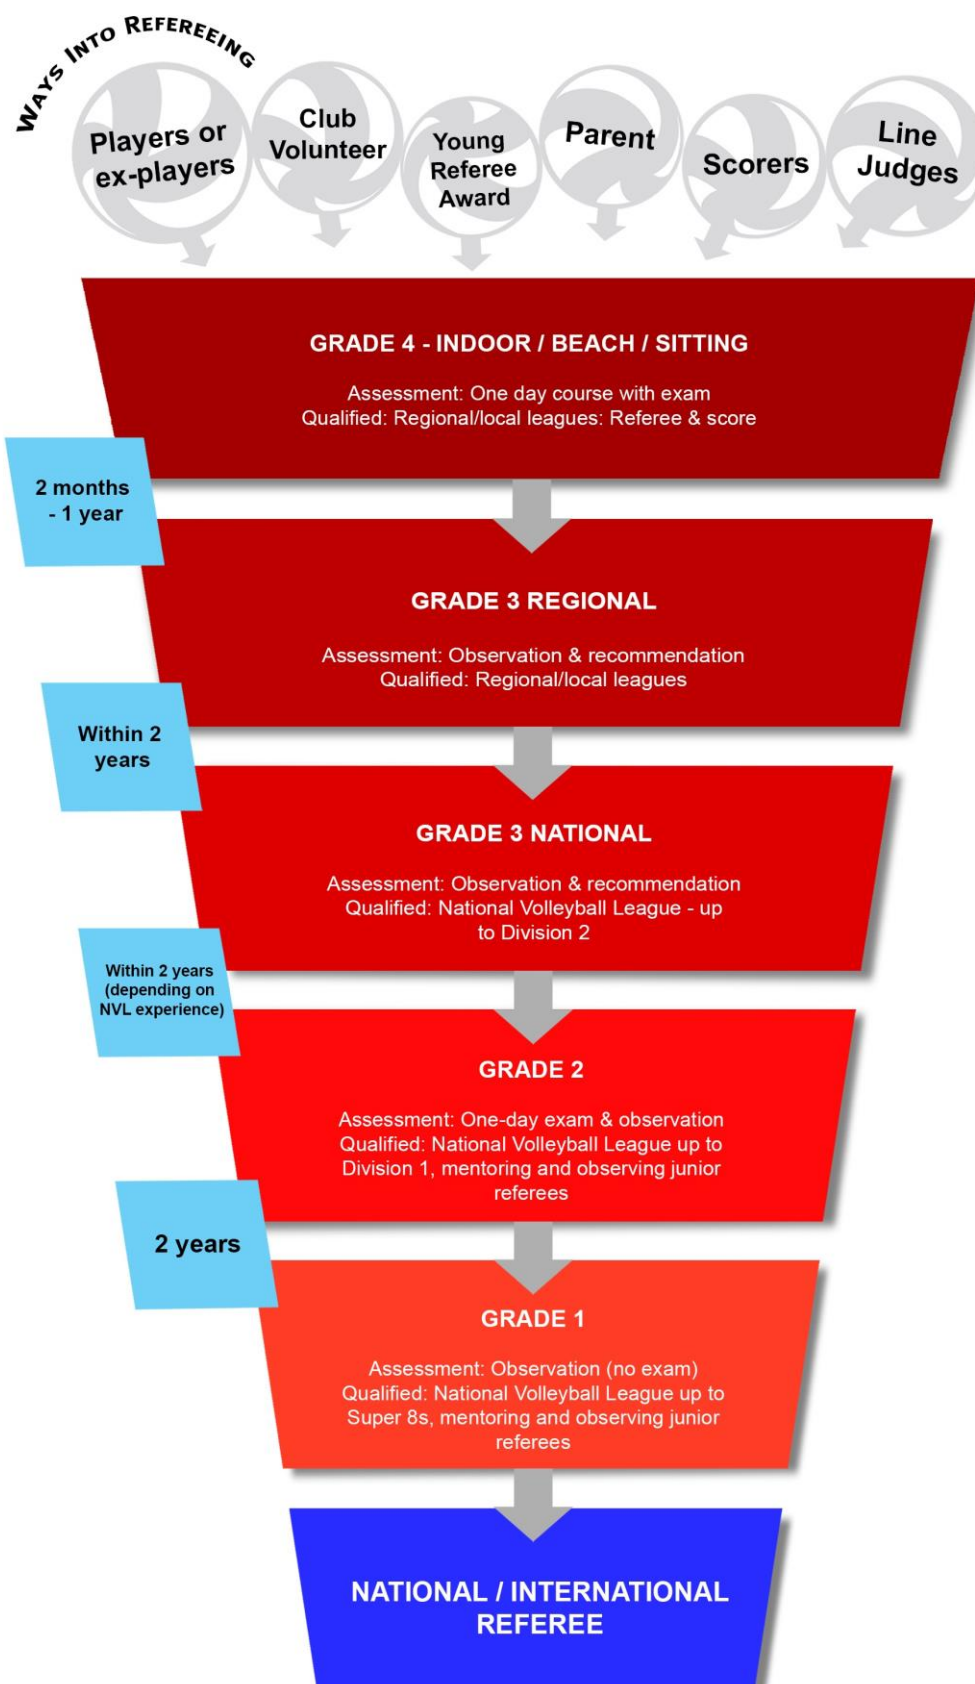 WAYS INTO REFEREEING
Players or
ex-players
Club
Volunteer
Young
Referee
Award
Parent
Scorers
Line
Judges
GRADE 4 - INDOOR / BEACH / SITTING
Assessment: One day course with exam
Qualified: Regional/local leagues: Referee & score
2 months
- 1 year
GRADE 3 REGIONAL
Assessment: Observation & recommendation
Qualified: Regional/local leagues
Within 2
years
GRADE 3 NATIONAL
Assessment: Observation & recommendation
Qualified: National Volleyball League - up
to Division 2
Within 2 years
(depending on
NVL experience)
GRADE 2
Assessment: One-day exam & observation
Qualified: National Volleyball League up to
Division 1, mentoring and observing junior
referees
2 years
GRADE 1
Assessment: Observation (no exam)
Qualified: National Volleyball League up to
Super 8s, mentoring and observing junior
referees
NATIONAL / INTERNATIONAL
REFEREE